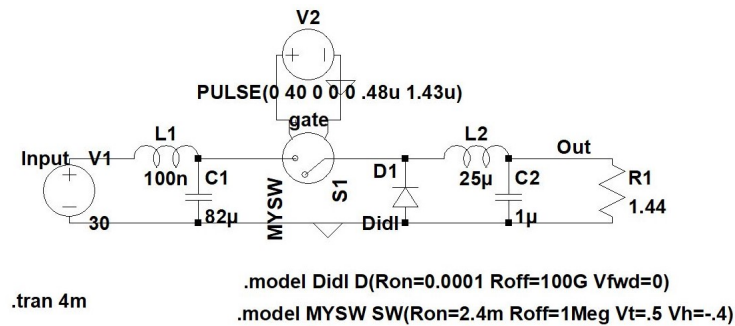 V2
PULSE(0 40 0 0 0 .48u 1.43u)
gate
L1
L2
Input
V1
100n
C1
MYSW
S1
D1
25µ
C2
Out
R1
1.44
30
82µ
Didl
1µ
.model Didl D(Ron=0.0001 Roff=100G Vfwd=0)
.tran 4m
.model MYSW SW(Ron=2.4m Roff=1Meg Vt=.5 Vh=-.4)